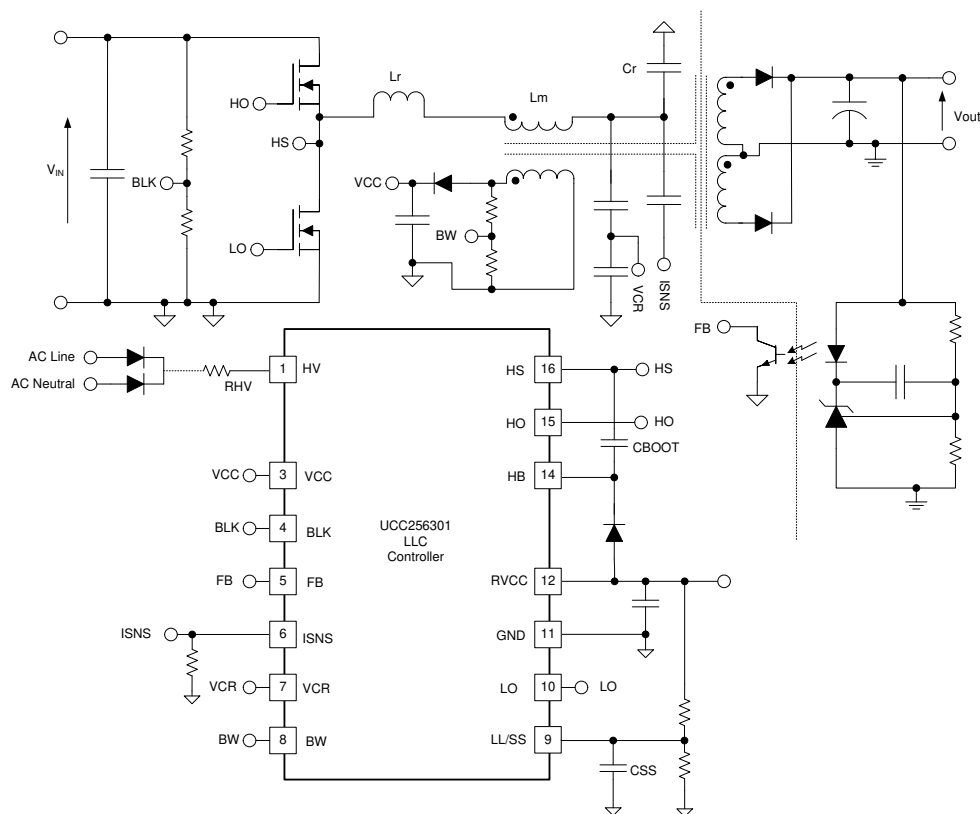 Cr
Lr
Lm
HO
Vout
HS
VIN
BLK
VCC
BW
LO
VCR
ISNS
FB
AC Line
AC Neutral
RHV
1 HV
HS 16 HS
HO 15 HO
CBOOT
VCC 3 VCC
HB 14
BLK 4 BLK
UCC256301
LLC
Controller
FB 5 FB
RVCC 12
ISNS 6 ISNS
GND 11
VCR 7 VCR
LO 10 LO
BW 8 BW
LL/SS 9
CSS